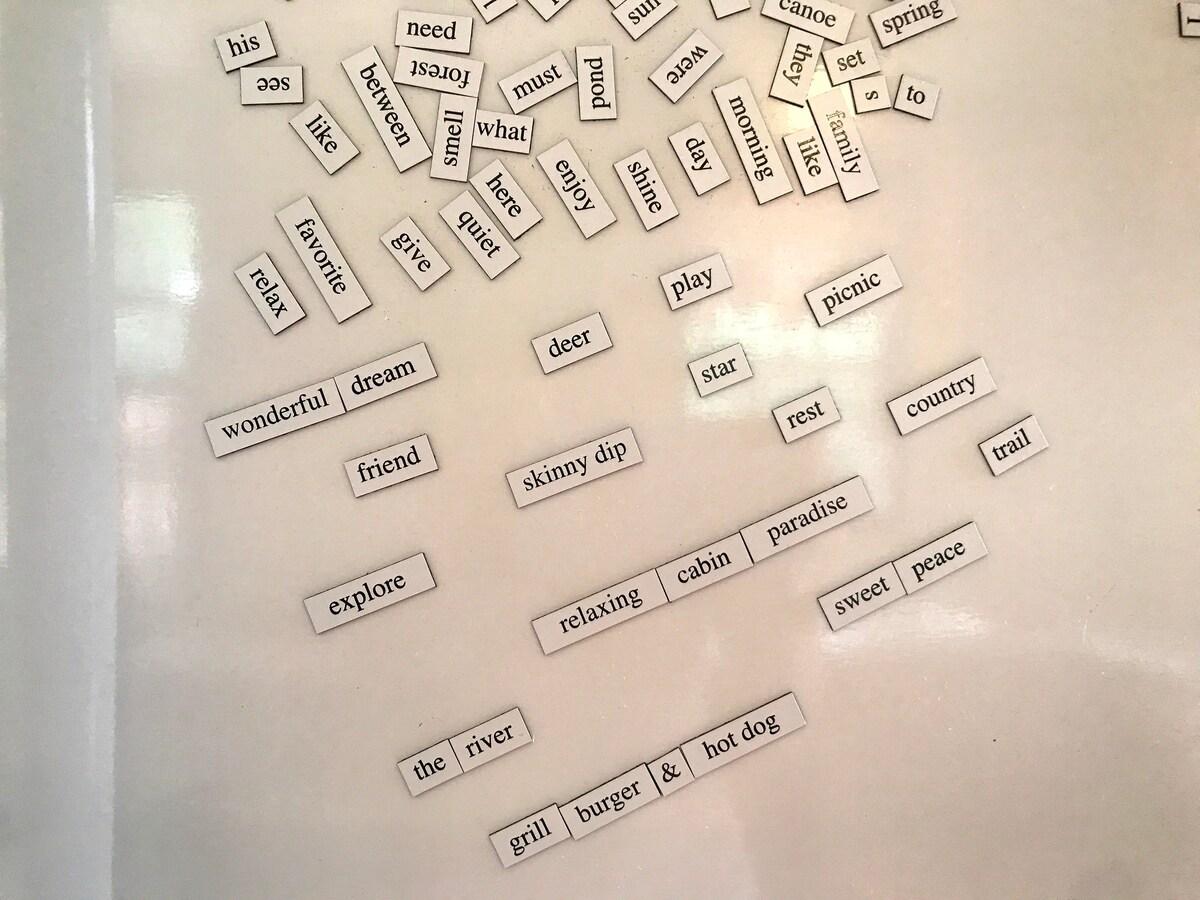 canoe
spring
sun
need
his
they
set
forest
were
must
pond
see
between
s
to
what
smell
like
morning
family
like
day
enjoy
shine
here
quiet
give
favorite
relax
play
picnic
deer
star
wonderful dream
country
rest
trail
friend
skinny dip
relaxing cabin paradise
sweet peace
explore
the river
grill burger & hot dog